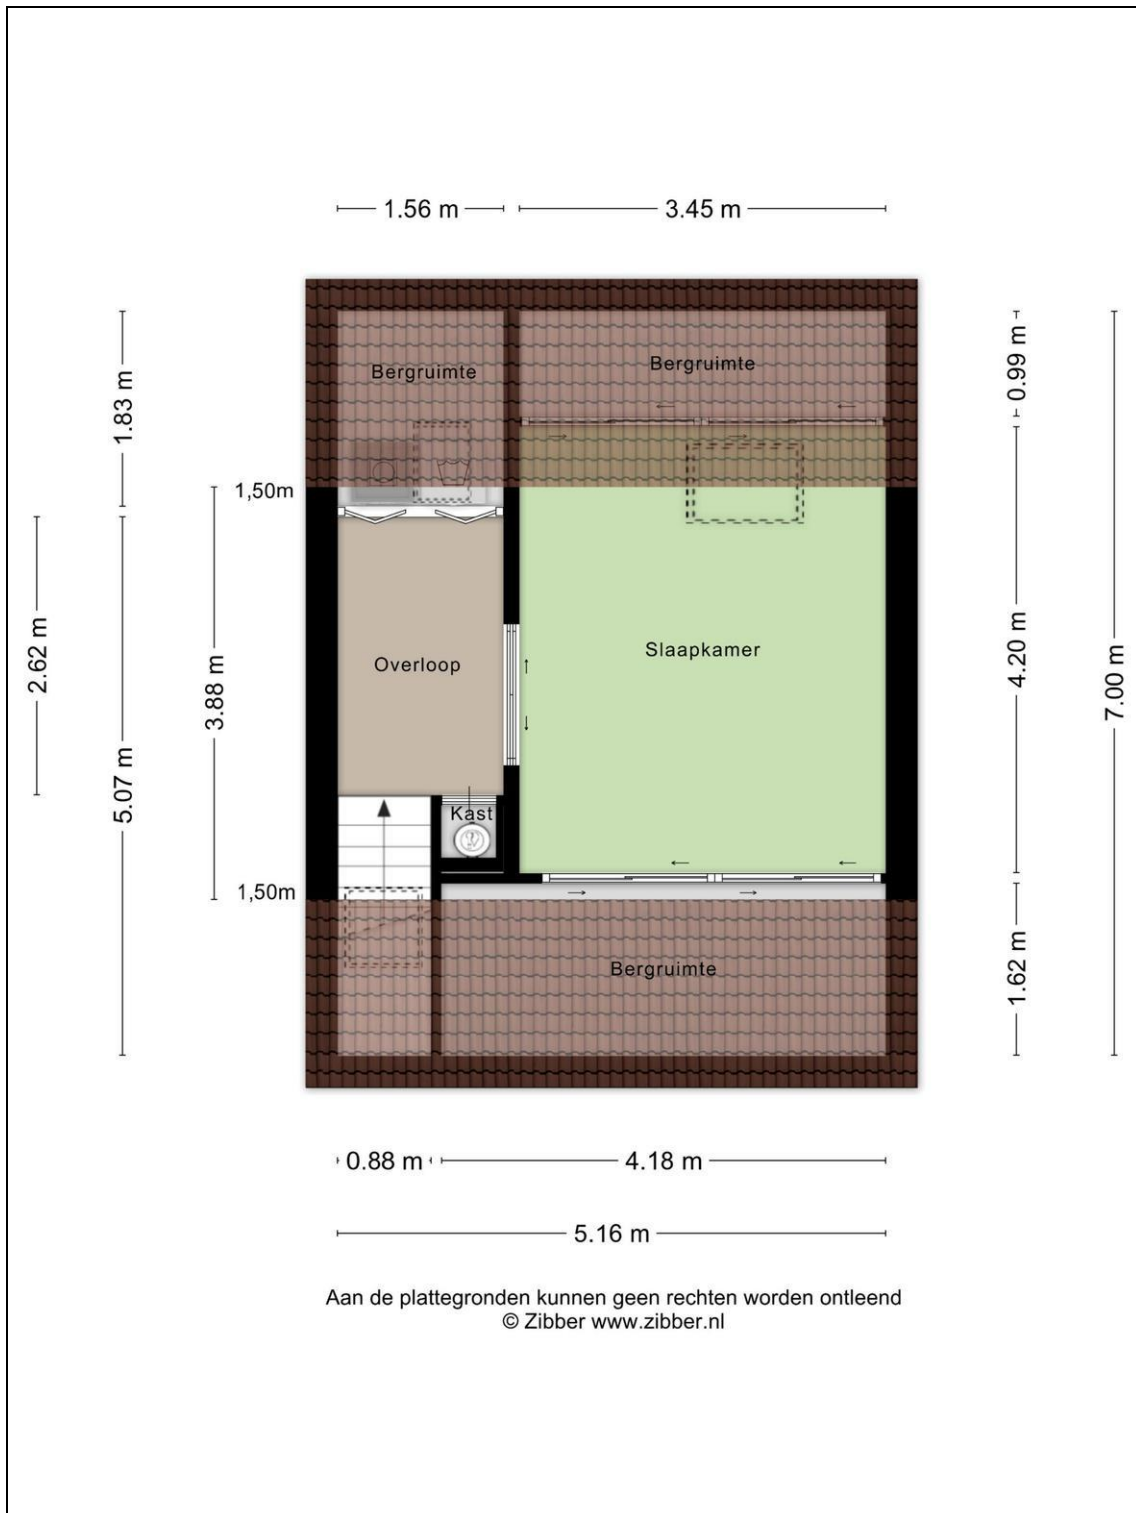 1.56 m
3.45 m
Bergruimte
Bergruimte
1.83 m
0.99 m
1,50m
2.62 m
3.88 m
5.07 m
Overloop
Slaapkamer
4.20 m
7.00 m
Kast
1,50m
Bergruimte
1.62 m
0.88 m
4.18 m
5.16 m
Aan de plattegronden kunnen geen rechten worden ontleend
© Zibber www.zibber.nl